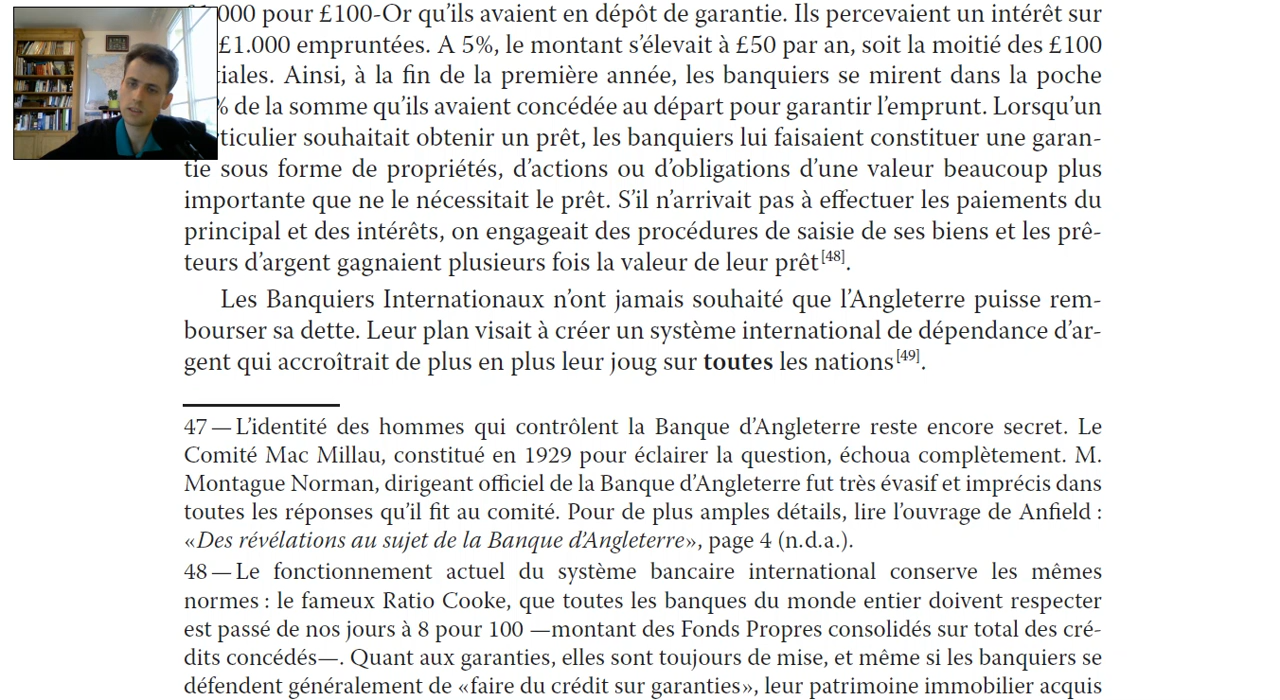 000 pour £100-Or qu'ils avaient en dépôt de garantie. Ils percevaient un intérêt sur
£1.000 empruntées. A 5%, le montant s'élevait à £50 par an, soit la moitié des £100
tiales. Ainsi, à la fin de la première année, les banquiers se mirent dans la poche
% de la somme qu'ils avaient concédée au départ pour garantir l'emprunt. Lorsqu'un
ticulier souhaitait obtenir un prêt, les banquiers lui faisaient constituer une garan-
tie sous forme de propriétés, d'actions ou d'obligations d'une valeur beaucoup plus
importante que ne le nécessitait le prêt. S'il n'arrivait pas à effectuer les paiements du
principal et des intérêts, on engageait des procédures de saisie de ses biens et les prê-
teurs d'argent gagnaient plusieurs fois la valeur de leur prêt[48].
Les Banquiers Internationaux n'ont jamais souhaité que l'Angleterre puisse rem-
bourser sa dette. Leur plan visait à créer un système international de dépendance d'ar-
gent qui accroîtrait de plus en plus leur joug sur toutes les nations[49].
47 — L'identité des hommes qui contrôlent la Banque d'Angleterre reste encore secret. Le
Comité Mac Millau, constitué en 1929 pour éclairer la question, échoua complètement. M.
Montague Norman, dirigeant officiel de la Banque d'Angleterre fut très évasif et imprécis dans
toutes les réponses qu'il fit au comité. Pour de plus amples détails, lire l'ouvrage de Anfield :
«Des révélations au sujet de la Banque d'Angleterre», page 4 (n.d.a.).
48 — Le fonctionnement actuel du système bancaire international conserve les mêmes
normes : le fameux Ratio Cooke, que toutes les banques du monde entier doivent respecter
est passé de nos jours à 8 pour 100 —montant des Fonds Propres consolidés sur total des cré-
dits concédés—. Quant aux garanties, elles sont toujours de mise, et même si les banquiers se
défendent généralement de «faire du crédit sur garanties», leur patrimoine immobilier acquis